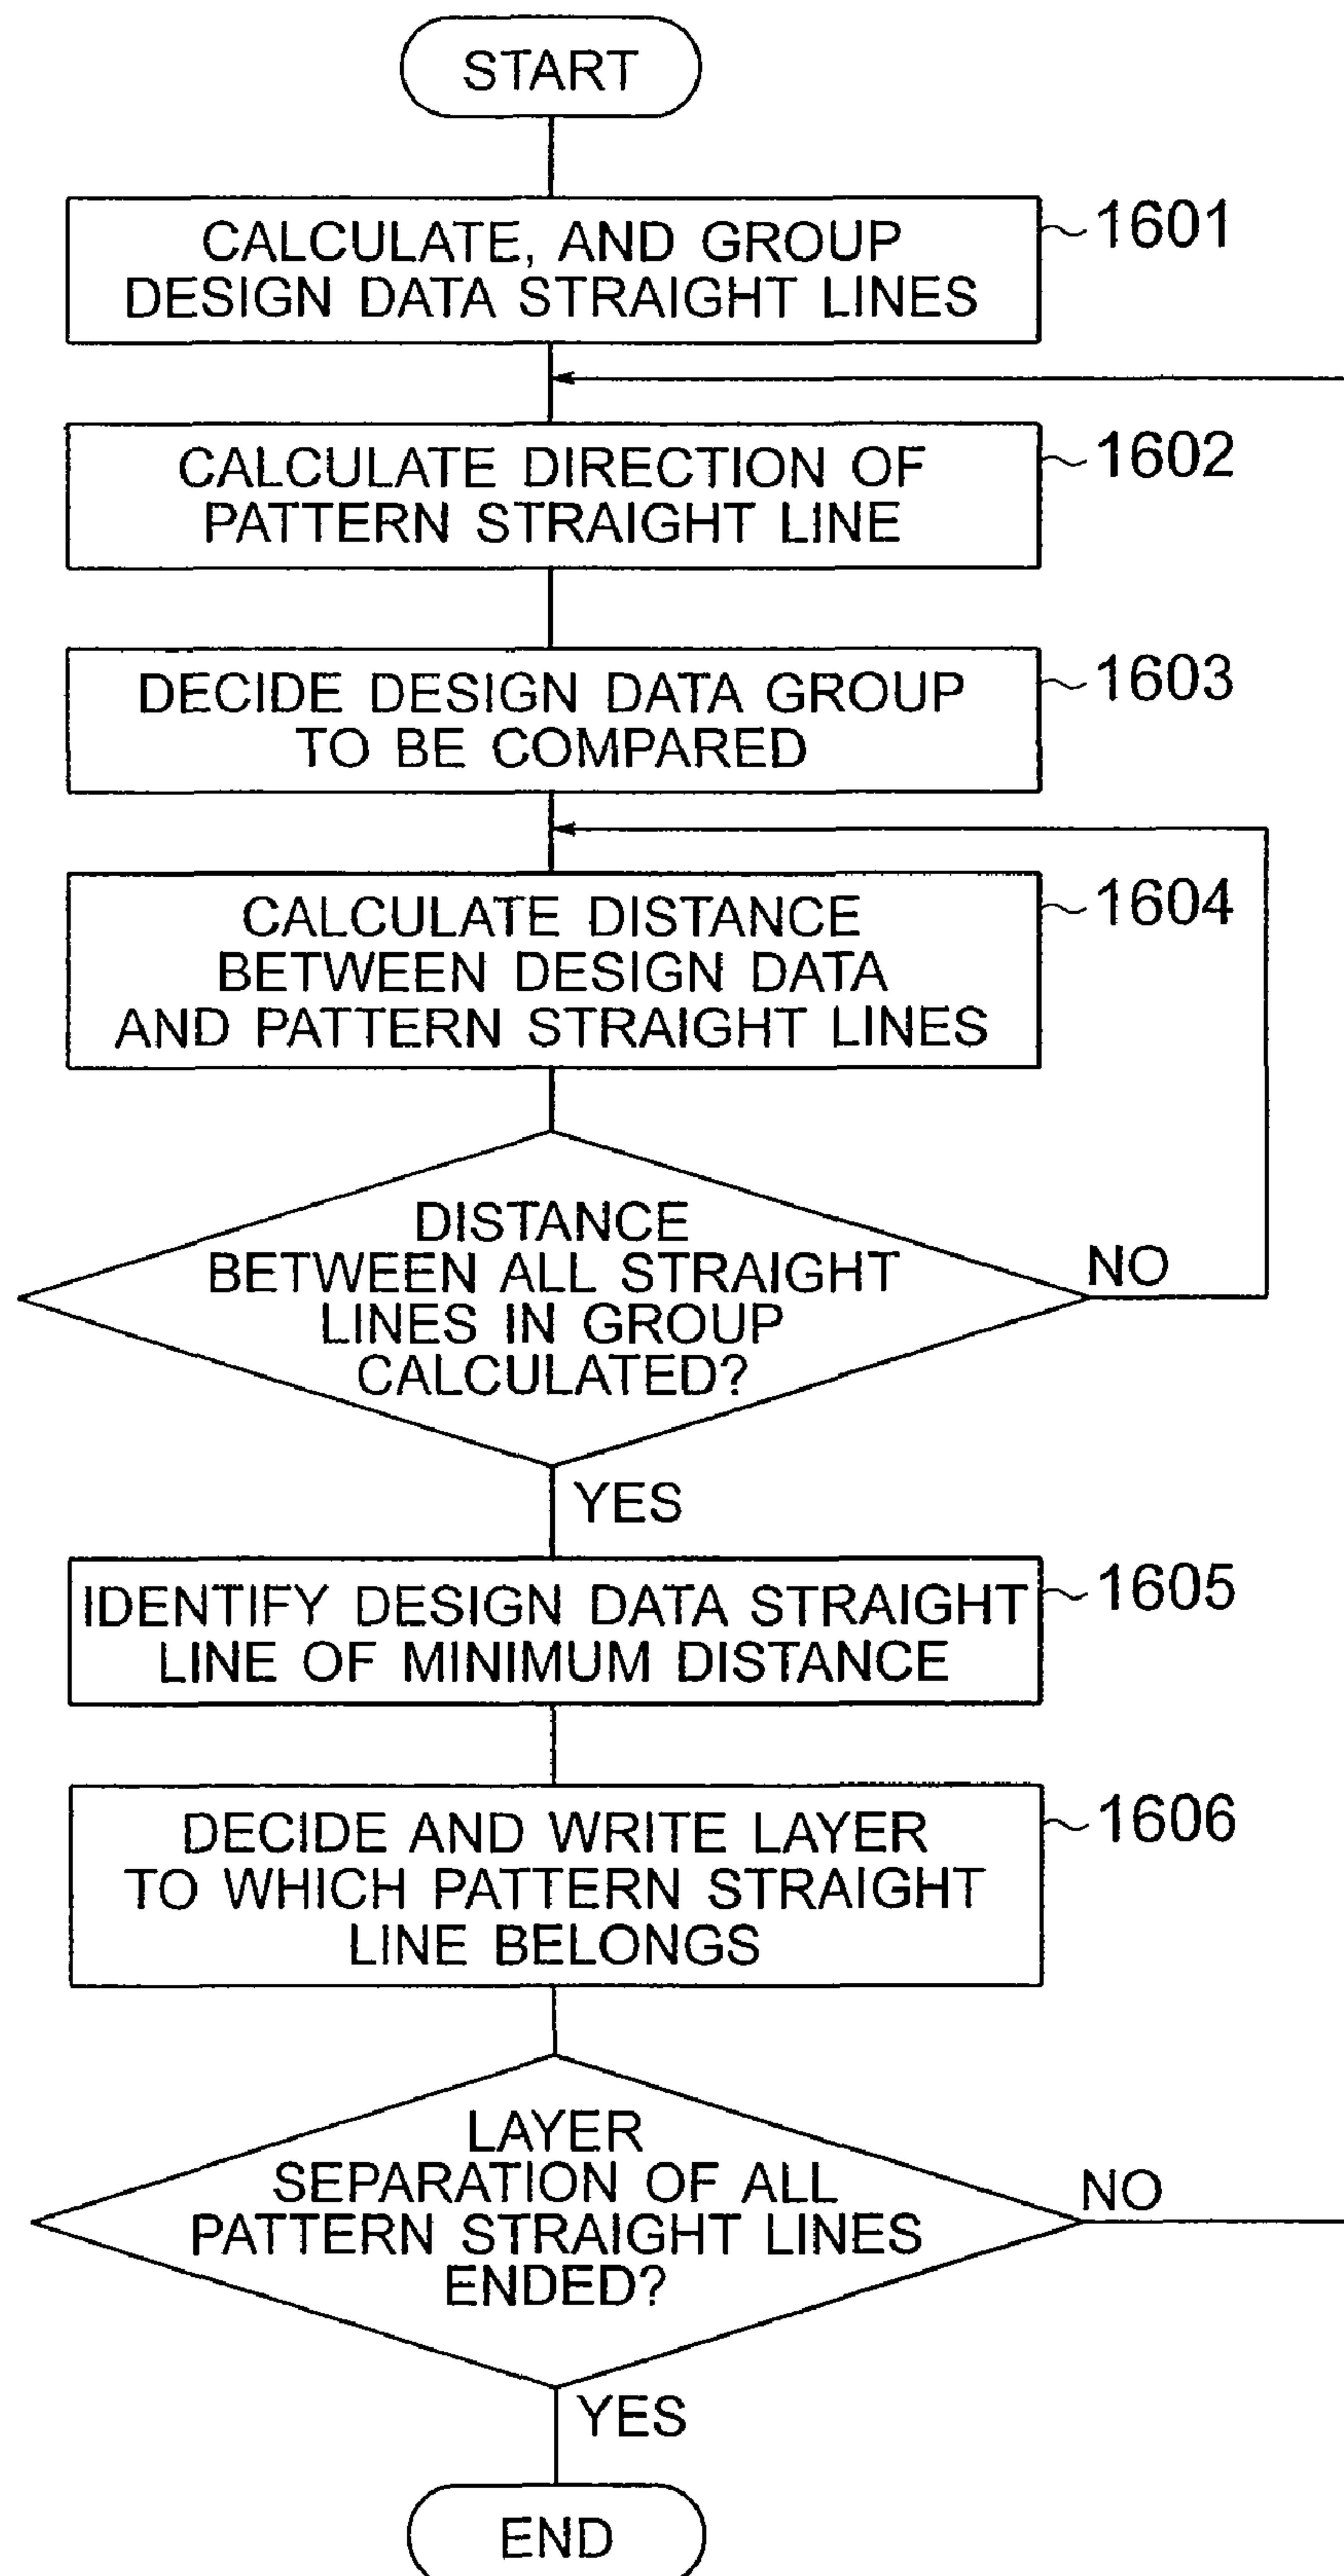 START
CALCULATE, AND GROUP
DESIGN DATA STRAIGHT LINES
1601
CALCULATE DIRECTION OF
PATTERN STRAIGHT LINE
1602
DECIDE DESIGN DATA GROUP
TO BE COMPARED
1603
CALCULATE DISTANCE
BETWEEN DESIGN DATA
AND PATTERN STRAIGHT LINES
1604
DISTANCE
BETWEEN ALL STRAIGHT
LINES IN GROUP
CALCULATED?
NO
YES
IDENTIFY DESIGN DATA STRAIGHT
LINE OF MINIMUM DISTANCE
1605
DECIDE AND WRITE LAYER
TO WHICH PATTERN STRAIGHT
LINE BELONGS
1606
LAYER
SEPARATION OF ALL
PATTERN STRAIGHT LINES
ENDED?
NO
YES
END